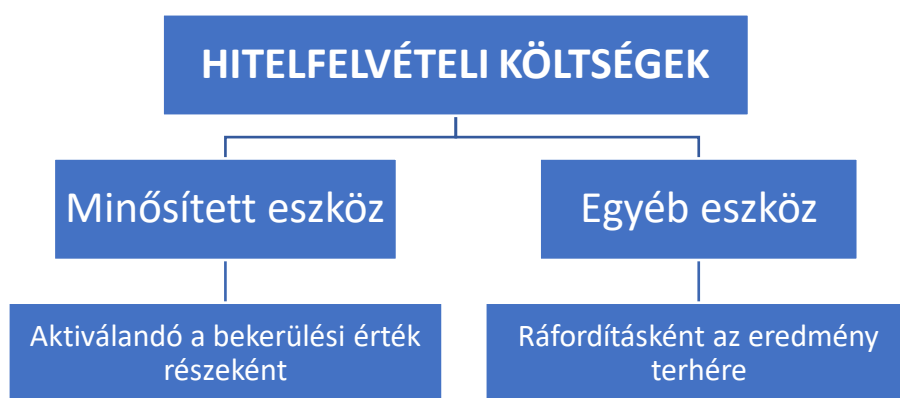 HITELFELVÉTELI KÖLTSÉGEK
Minősített eszköz
Egyéb eszköz
Aktiválandó a bekerülési érték
részeként
Ráfordításként az eredmény
terhére